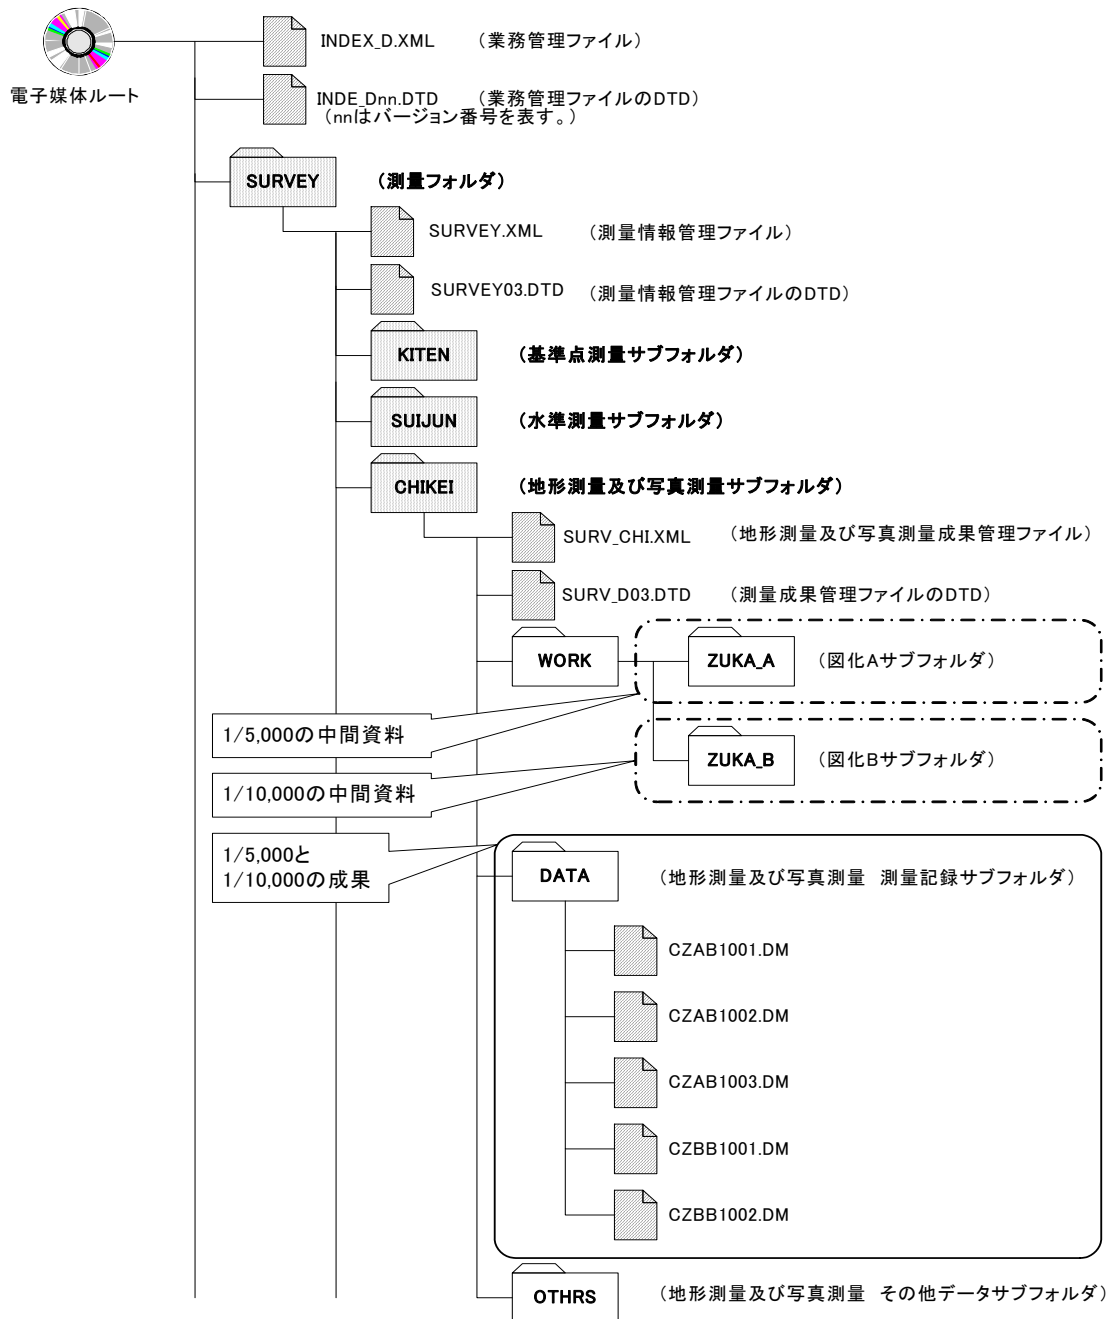 INDEX_D.XML （業務管理ファイル）
電子媒体ルート
INDE_Dnn.DTD （業務管理ファイルのDTD）
（nnはバージョン番号を表す。）
SURVEY （測量フォルダ）
SURVEY.XML （測量情報管理ファイル）
SURVEY03.DTD （測量情報管理ファイルのDTD）
KITEN （基準点測量サブフォルダ）
SUIJUN （水準測量サブフォルダ）
CHIKEI （地形測量及び写真測量サブフォルダ）
SURV_CHI.XML （地形測量及び写真測量成果管理ファイル）
SURV_D03.DTD （測量成果管理ファイルのDTD）
WORK ZUKA_A （図化Aサブフォルダ）
1/5,000の中間資料
ZUKA_B （図化Bサブフォルダ）
1/10,000の中間資料
1/5,000と
1/10,000の成果
DATA （地形測量及び写真測量 測量記録サブフォルダ）
CZAB1001.DM
CZAB1002.DM
CZAB1003.DM
CZBB1001.DM
CZBB1002.DM
OTHRS （地形測量及び写真測量 その他データサブフォルダ）